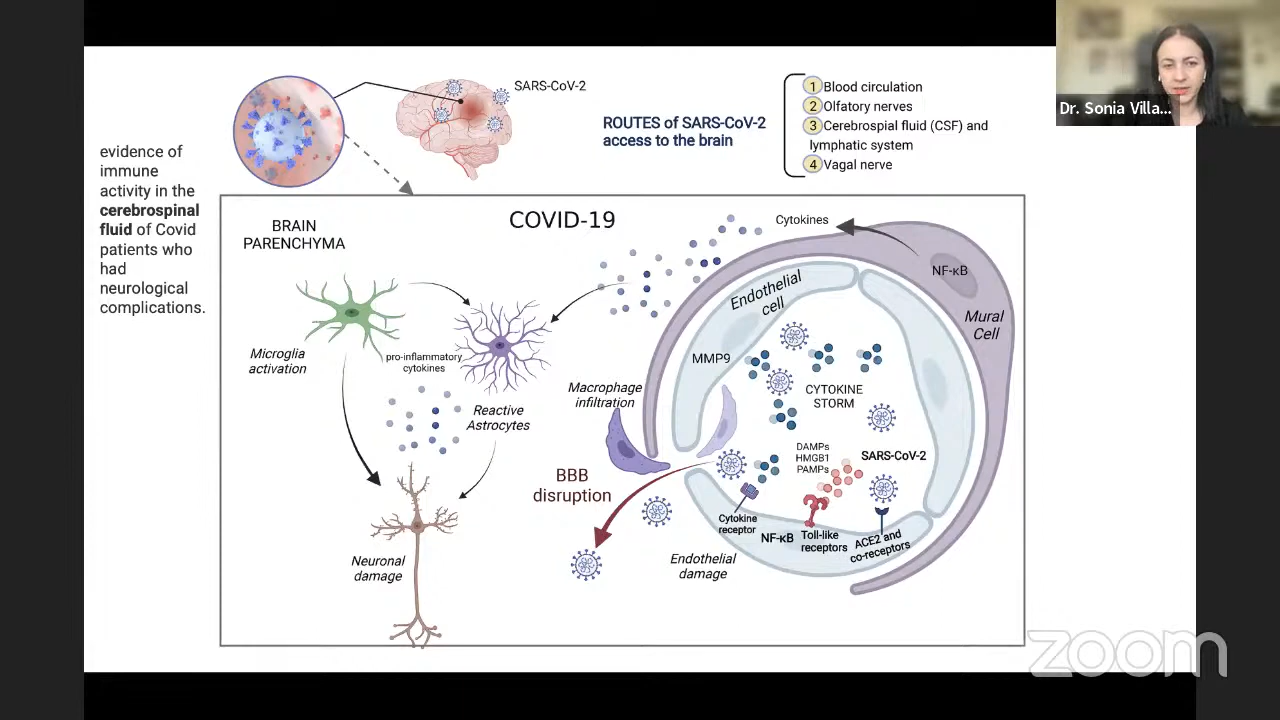 SARS-CoV-2
ROUTES of SARS-CoV-2
access to the brain
1 Blood circulation
2 Olfatory nerves
3 Cerebrospial fluid (CSF) and
lymphatic system
4 Vagal nerve
Dr. Sonia Villa...
evidence of
immune
activity in the
cerebrospinal
fluid of Covid
patients who
had
neurological
complications.
BRAIN
PARENCHYMA
COVID-19
Cytokines
NF-κB
Mural
Cell
Endothelial
cell
Microglia
activation
pro-inflammatory
cytokines
Reactive
Astrocytes
Macrophage
infiltration
MMP9
CYTOKINE
STORM
DAMPs
HMGB1
PAMPs
SARS-CoV-2
BBB
disruption
Cytokine
receptor
NF-κB
Toll-like
receptors
ACE2 and
co-receptors
Neuronal
damage
Endothelial
damage
zoom